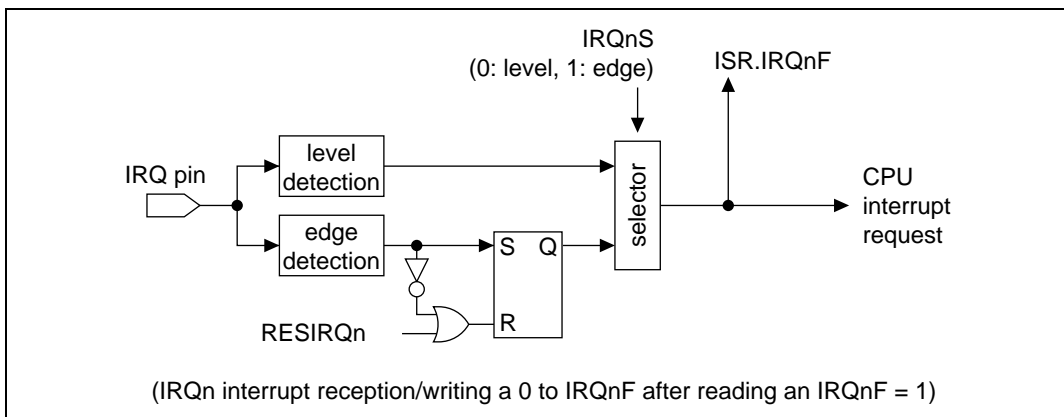 IRQnS
(0: level, 1: edge)
ISR.IRQnF
level
detection
IRQ pin
selector
CPU
interrupt
request
edge
detection
S Q
R
RESIRQn
(IRQn interrupt reception/writing a 0 to IRQnF after reading an IRQnF = 1)